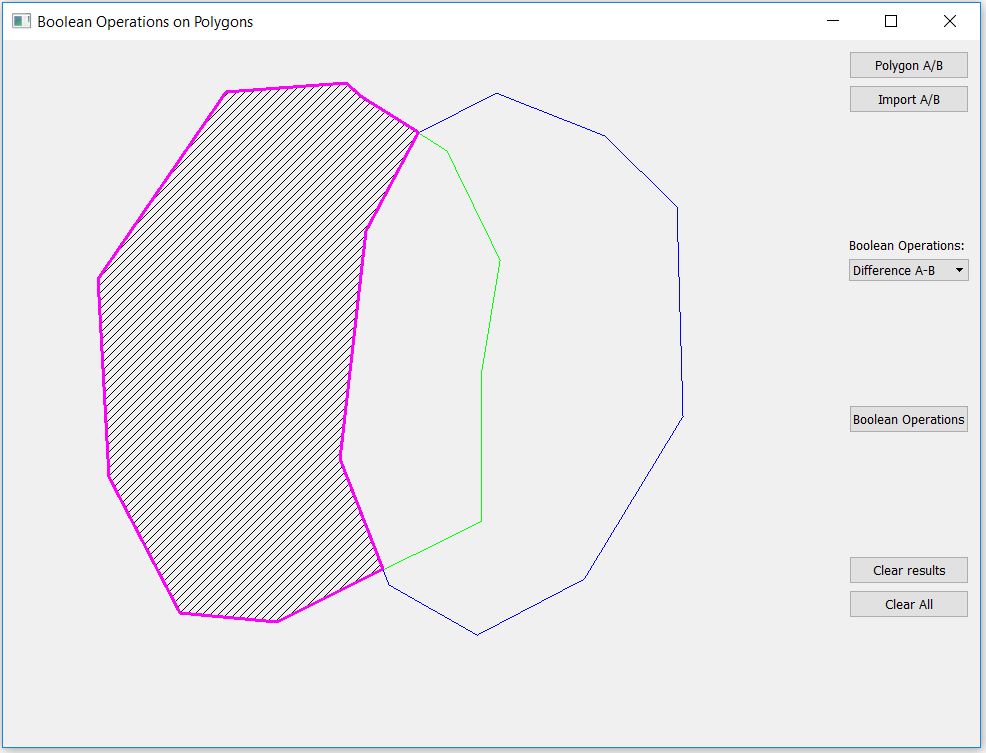 Boolean Operations on Polygons
Polygon A/B
Import A/B
Boolean Operations:
Difference A-B
Boolean Operations
Clear results
Clear All